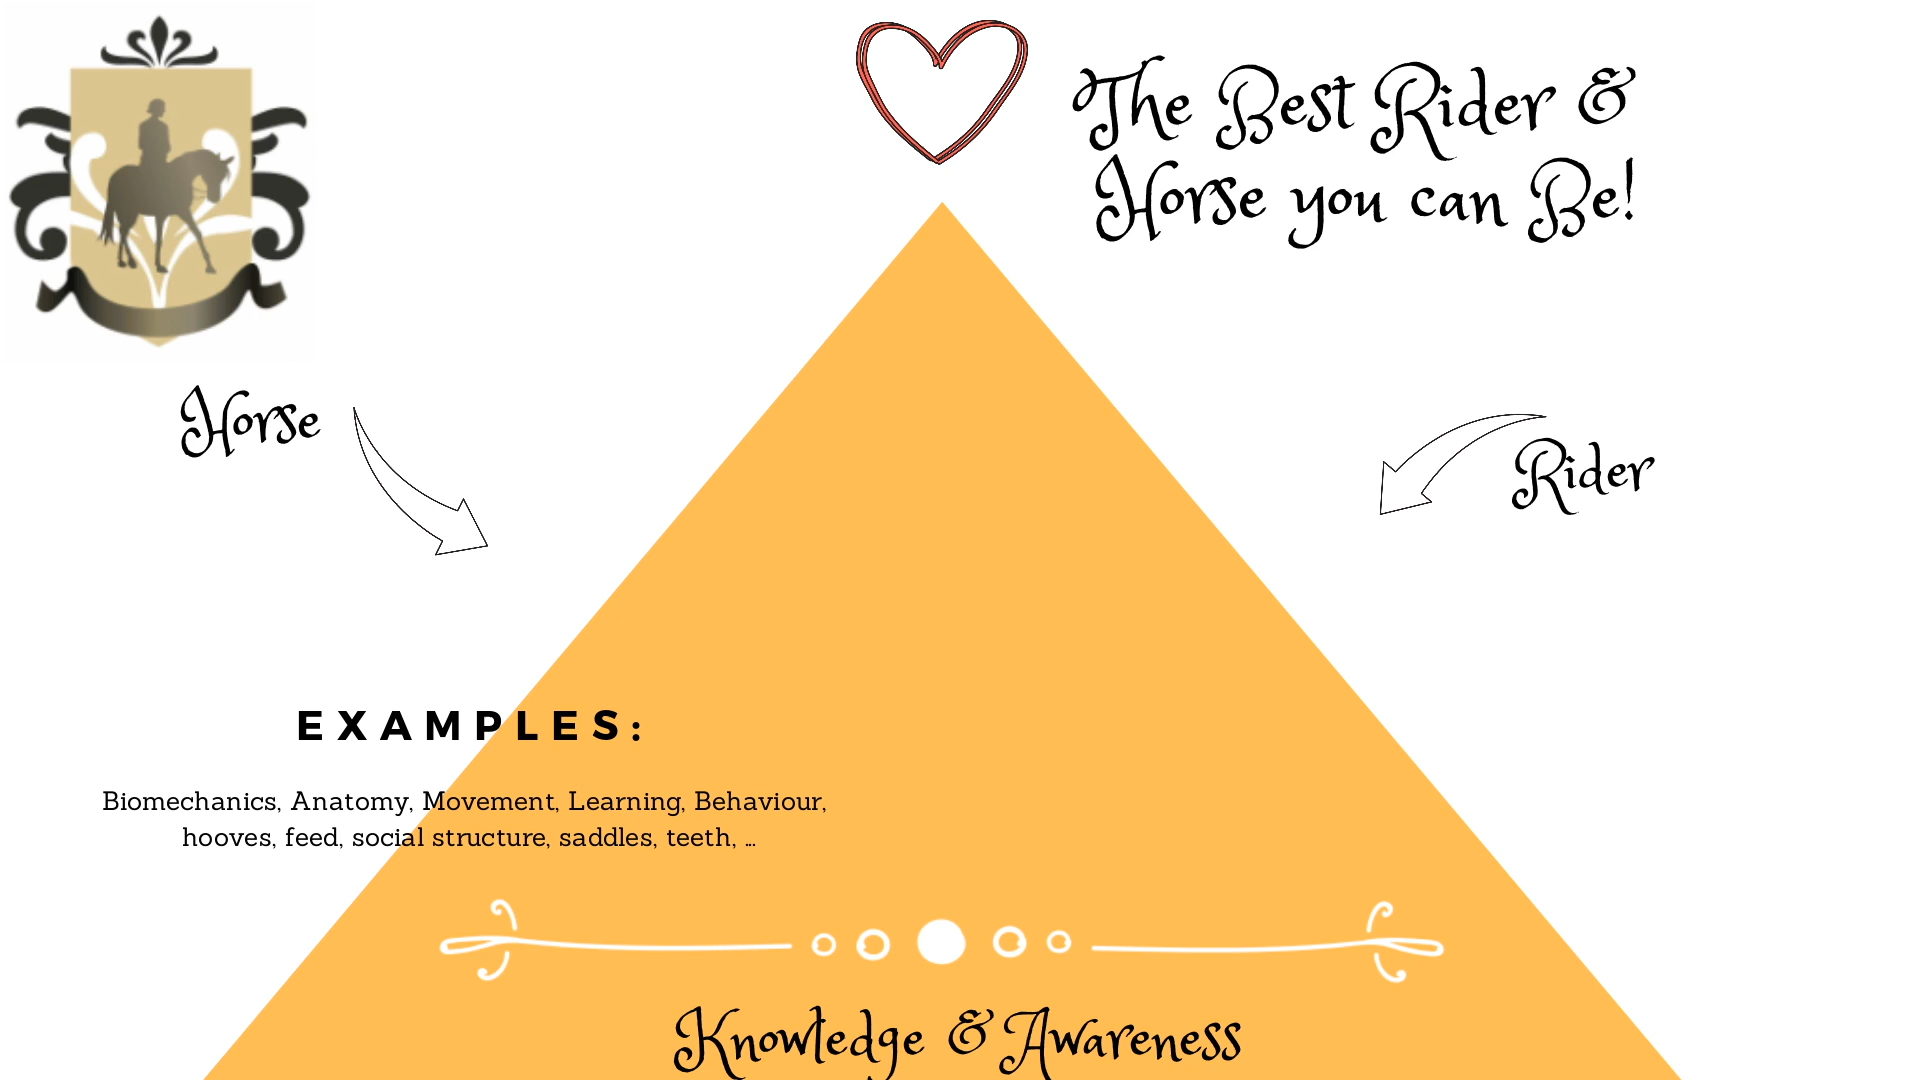 The Best Rider &
Horse you can Be!
Horse
Rider
EXAMPLES:
Biomechanics, Anatomy, Movement, Learning, Behaviour,
hooves, feed, social structure, saddles, teeth, ...
Knowledge & Awareness